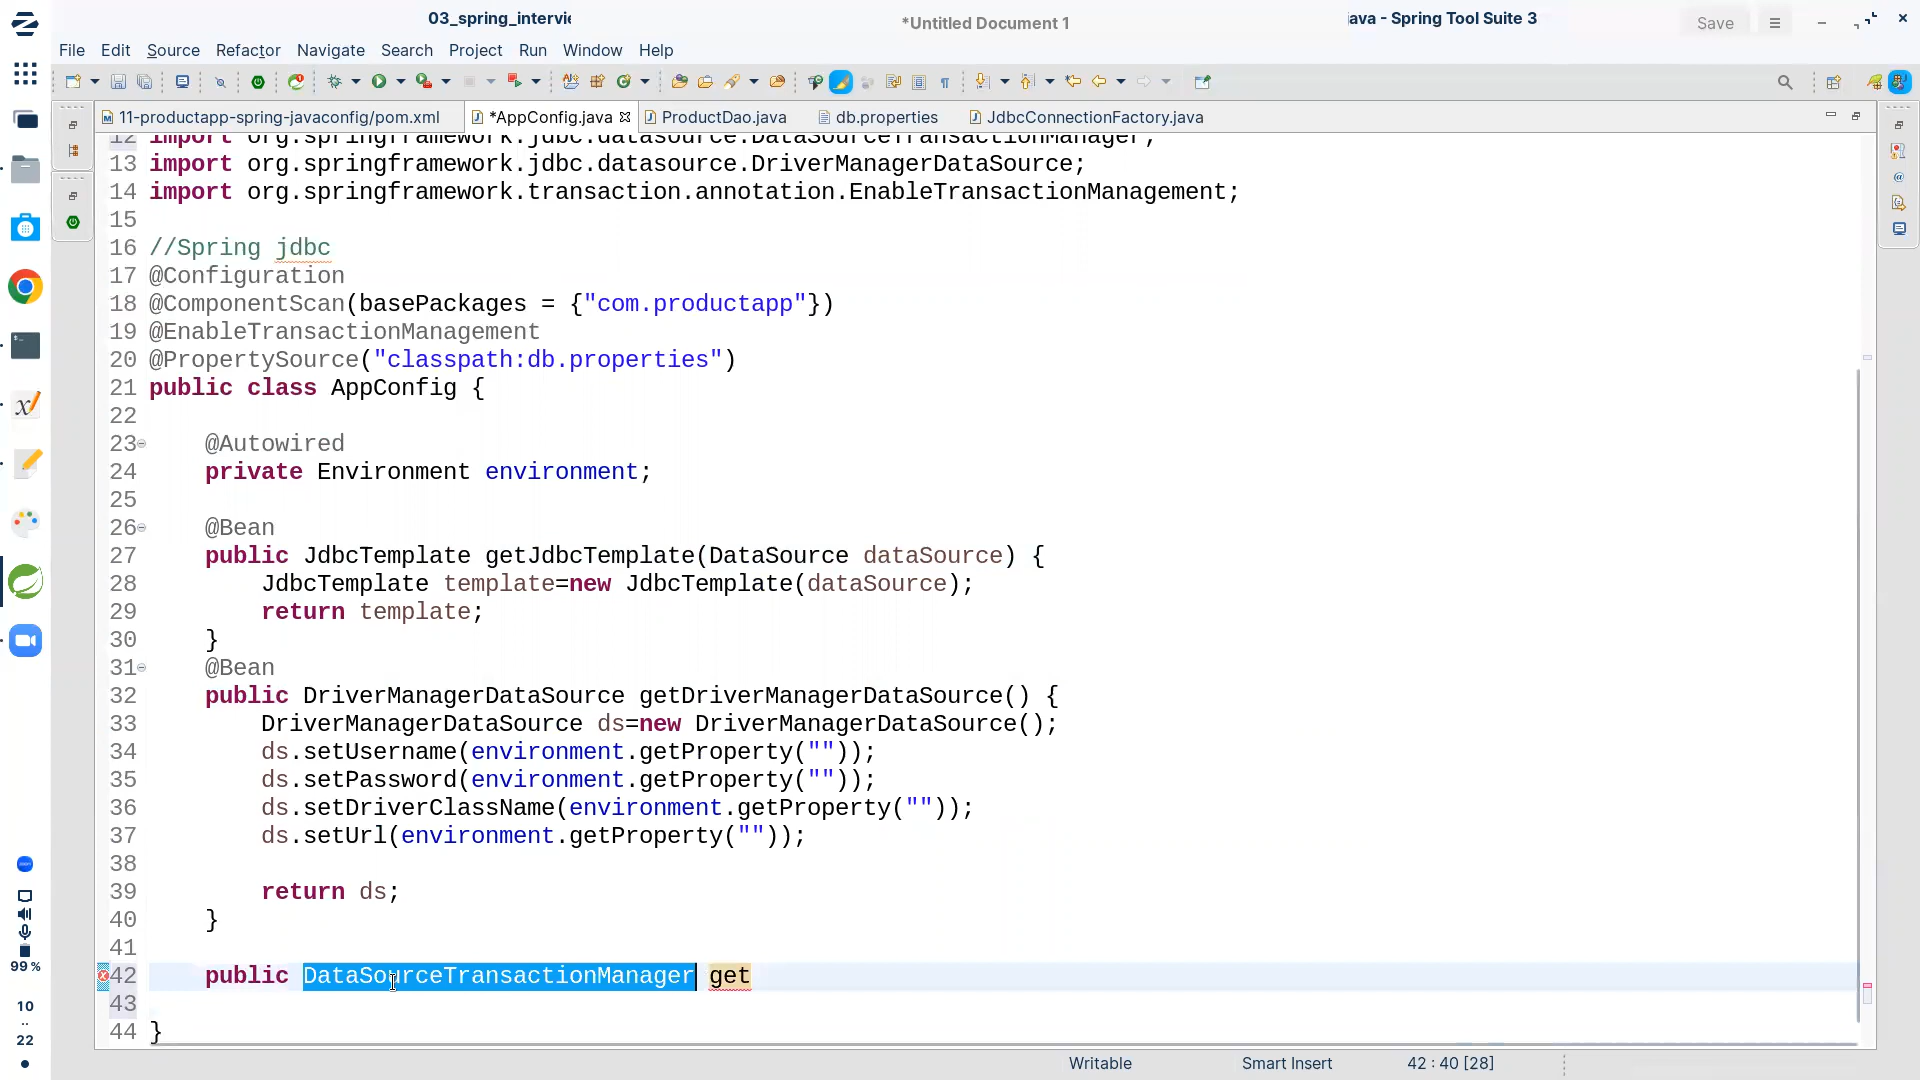 03_spring_intervie
*Untitled Document 1
java - Spring Tool Suite 3
Save
File Edit Source Refactor Navigate Search Project Run Window Help
11-productapp-spring-javaconfig/pom.xml
*AppConfig.java
ProductDao.java
db.properties
JdbcConnectionFactory.java
12 import org.springframework.jdbc.datasource.DataSourceTransactionManager;
13 import org.springframework.jdbc.datasource.DriverManagerDataSource;
14 import org.springframework.transaction.annotation.EnableTransactionManagement;
15
16 //Spring jdbc
17 @Configuration
18 @ComponentScan(basePackages = {"com.productapp"})
19 @EnableTransactionManagement
20 @PropertySource("classpath:db.properties")
21 public class AppConfig {
22
23 @Autowired
24 private Environment environment;
25
26 @Bean
27 public JdbcTemplate getJdbcTemplate(DataSource dataSource) {
28 JdbcTemplate template=new JdbcTemplate(dataSource);
29 return template;
30 }
31 @Bean
32 public DriverManagerDataSource getDriverManagerDataSource() {
33 DriverManagerDataSource ds=new DriverManagerDataSource();
34 ds.setUsername(environment.getProperty(""));
35 ds.setPassword(environment.getProperty(""));
36 ds.setDriverClassName(environment.getProperty(""));
37 ds.setUrl(environment.getProperty(""));
38
39 return ds;
40 }
41
42 public DataSourceTransactionManager get
43
44 }
99 %
10
..
22
Writable
Smart Insert
42 : 40 [28]